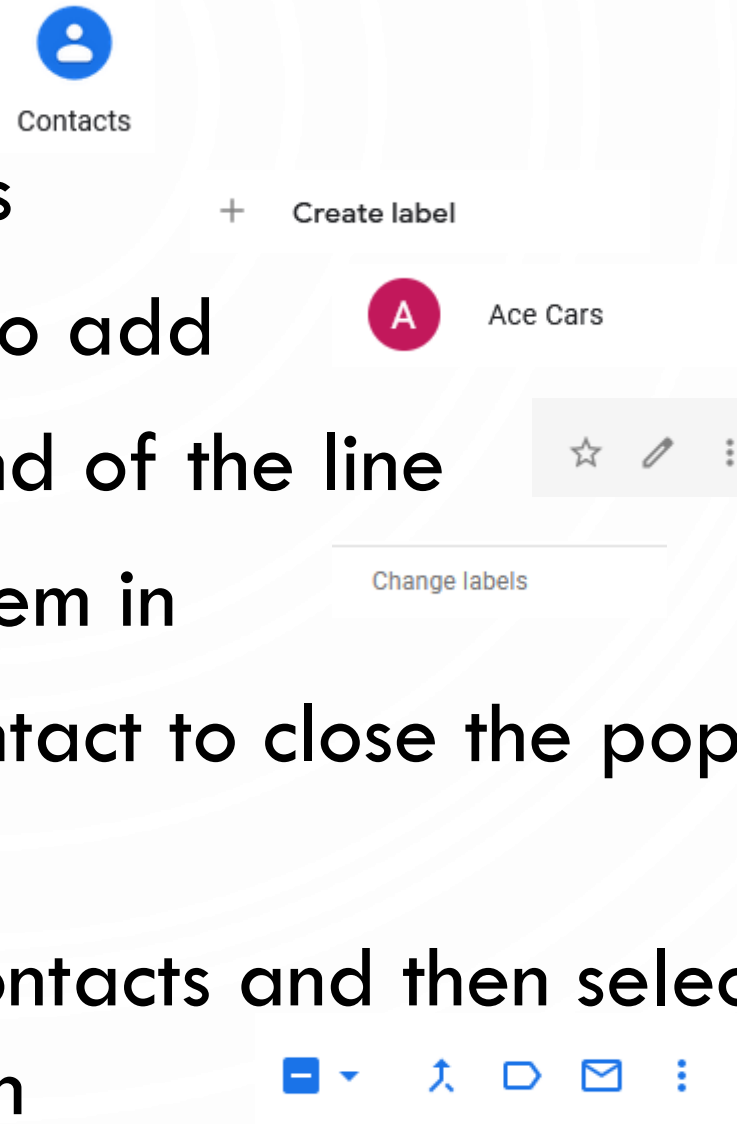 Contacts
s
+ Create label
o add
A Ace Cars
nd of the line
Change labels
em in
ntact to close the pop
ontacts and then selec
n